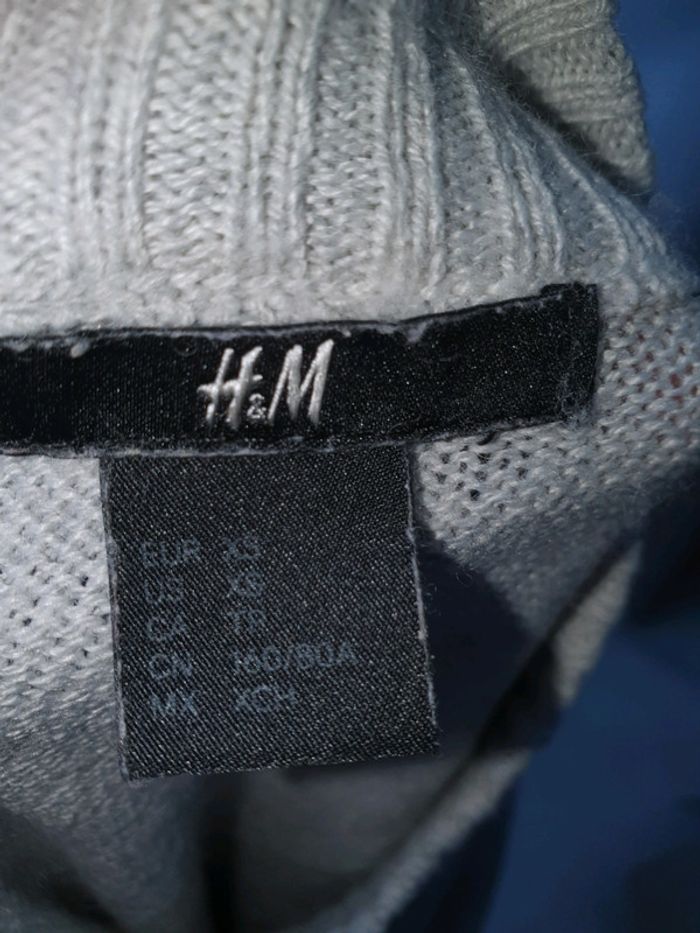 H&M
EUR XS
US XS
CA TP
CN 160/80A
MX XCH